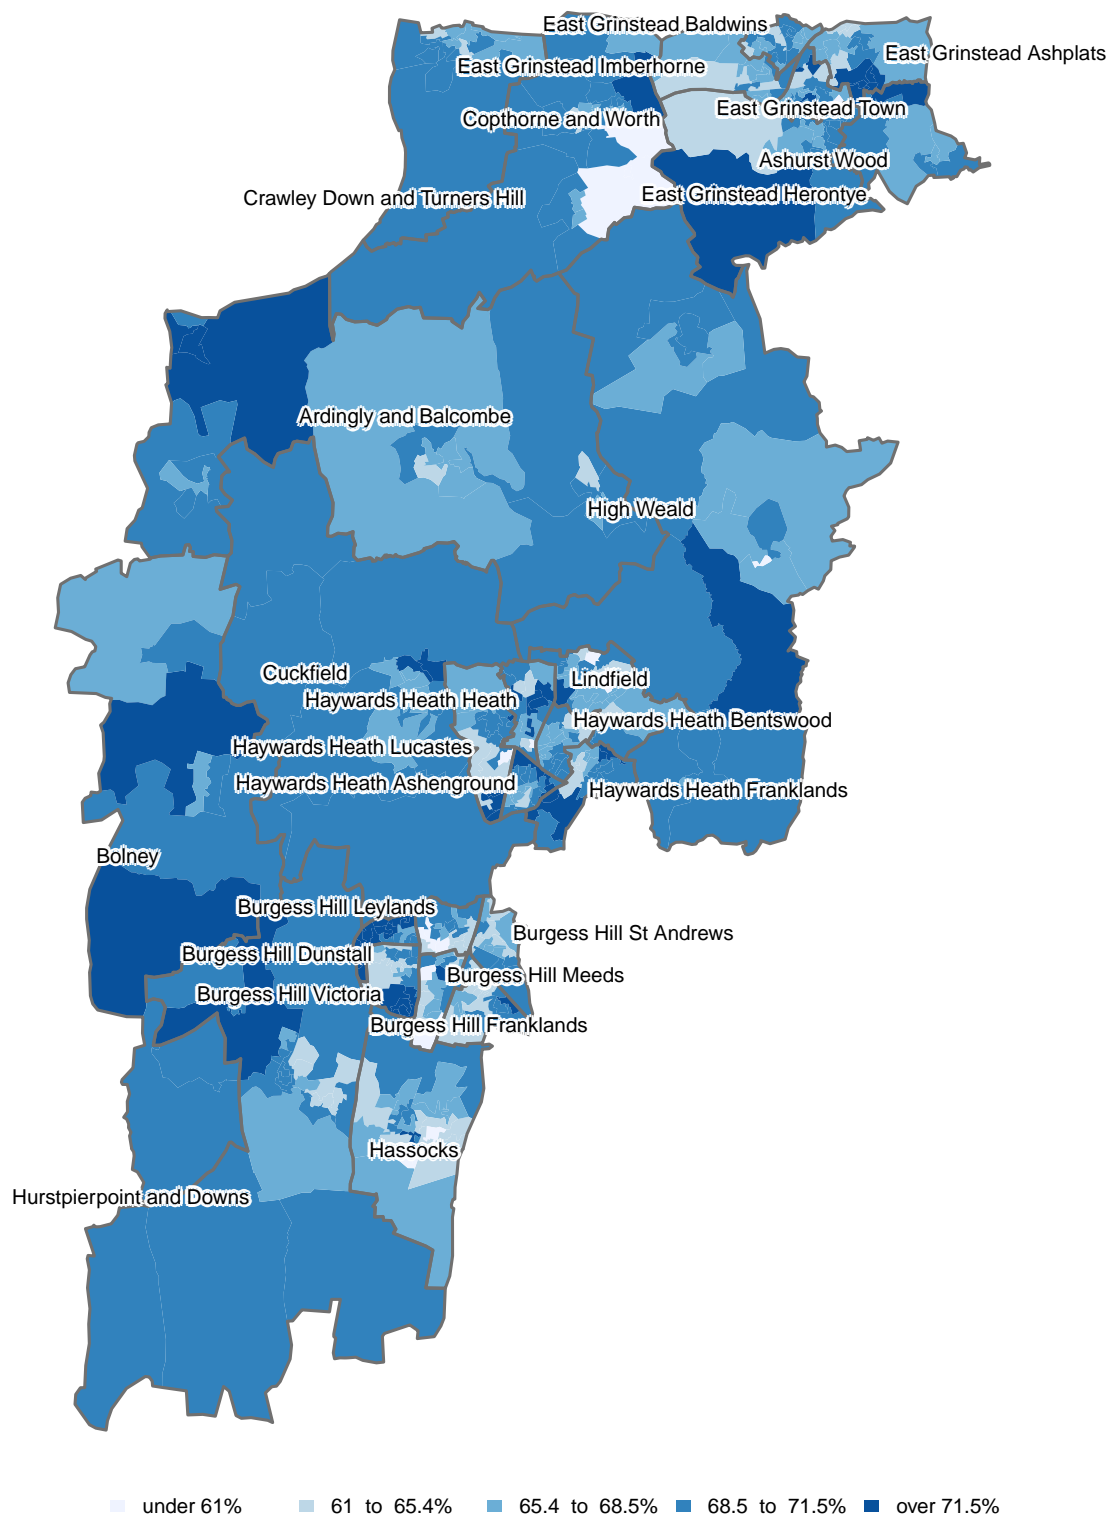 East Grinstead Baldwins
East Grinstead Ashplats
East Grinstead Imberhorne
East Grinstead Town
Copthorne and Worth
Ashurst Wood
East Grinstead Herontye
Crawley Down and Turners Hill
Ardingly and Balcombe
High Weald
Cuckfield
Lindfield
Haywards Heath Heath
Haywards Heath Bentswood
Haywards Heath Lucastes
Haywards Heath Ashenground
Haywards Heath Franklands
Bolney
Burgess Hill Leylands
Burgess Hill St Andrews
Burgess Hill Dunstall
Burgess Hill Meeds
Burgess Hill Victoria
Burgess Hill Franklands
Hassocks
Hurstpierpoint and Downs
under 61% 61 to 65.4% 65.4 to 68.5% 68.5 to 71.5% over 71.5%